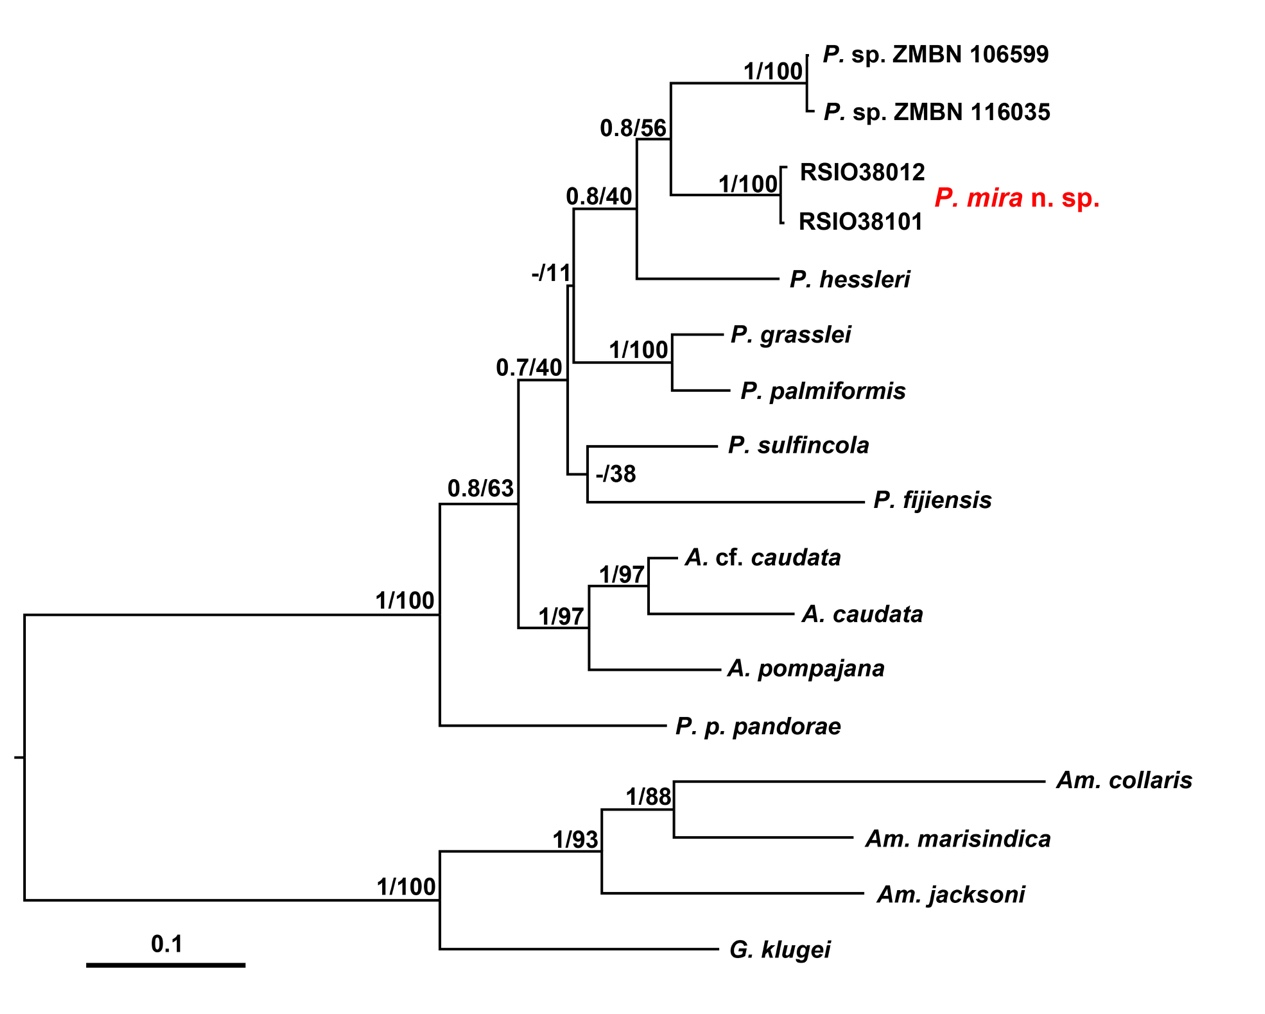 P. sp. ZMBN 106599
1/100
P. sp. ZMBN 116035
0.8/56
RSIO38012
1/100
P. mira n. sp.
0.8/40
RSIO38101
-/11
P. hessleri
P. grasslei
1/100
0.7/40
P. palmiformis
P. sulfincola
-/38
0.8/63
P. fijiensis
A. cf. caudata
1/97
1/100
A. caudata
1/97
A. pompajana
P. p. pandorae
Am. collaris
1/88
Am. marisindica
1/93
1/100
Am. jacksoni
0.1
G. klugei